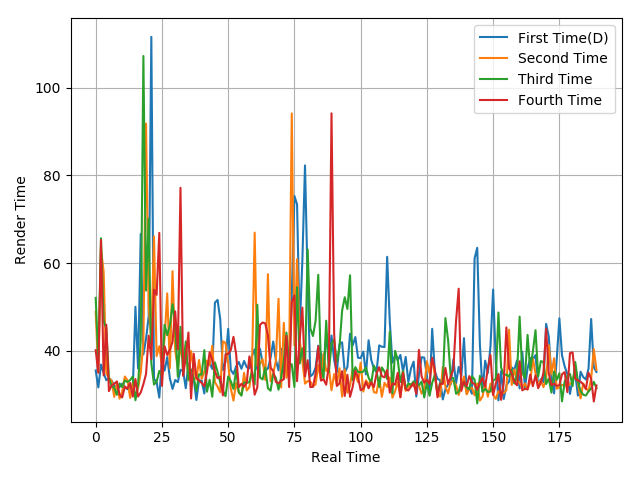 First Time(D)
Second Time
Third Time
Fourth Time
100
80
60
40
Render Time
0
25
50
75
100
125
150
175
Real Time